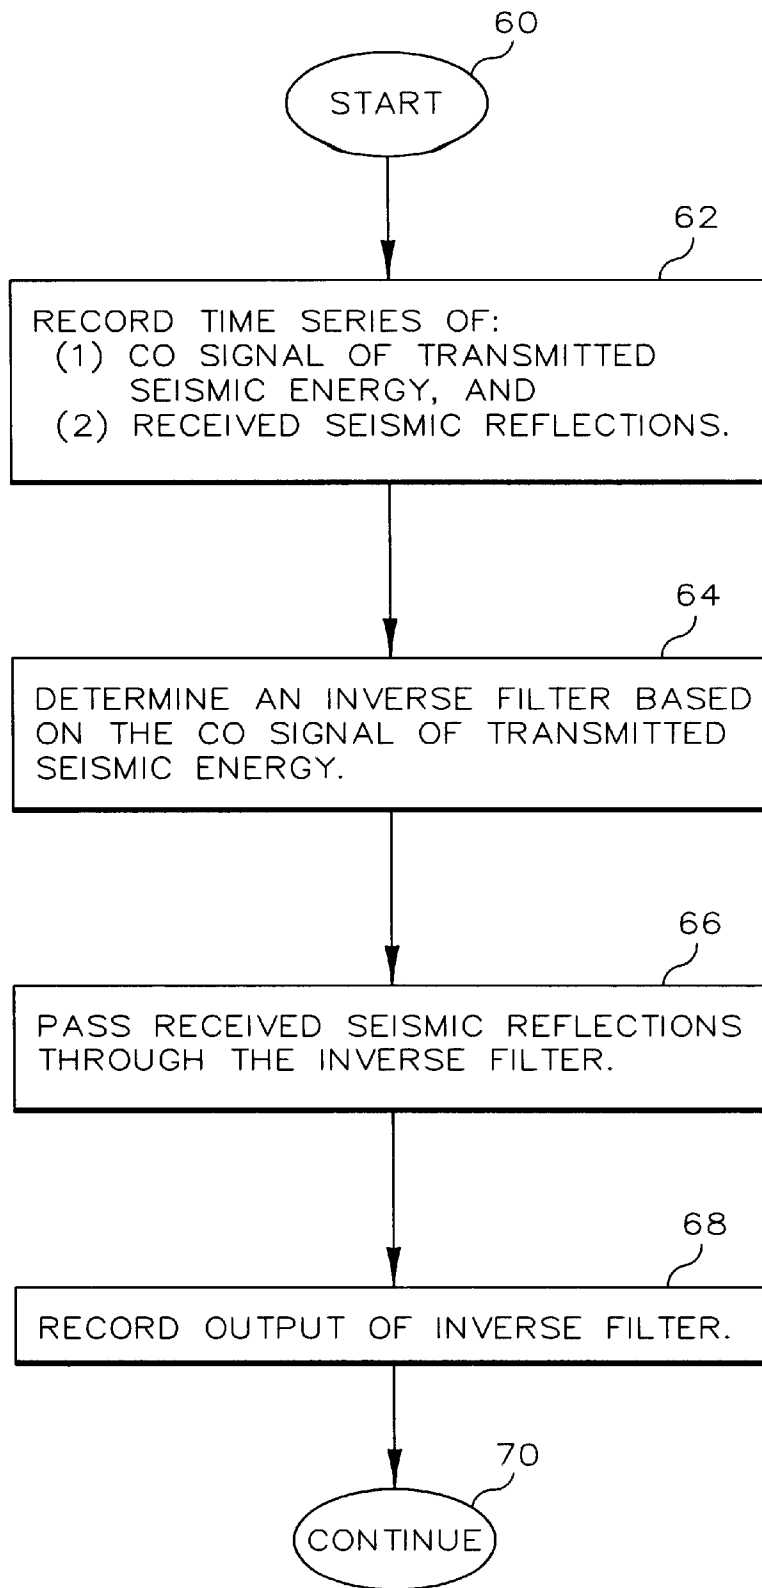 60
START
62
RECORD TIME SERIES OF:
(1) CO SIGNAL OF TRANSMITTED
SEISMIC ENERGY, AND
(2) RECEIVED SEISMIC REFLECTIONS.
64
DETERMINE AN INVERSE FILTER BASED
ON THE CO SIGNAL OF TRANSMITTED
SEISMIC ENERGY.
66
PASS RECEIVED SEISMIC REFLECTIONS
THROUGH THE INVERSE FILTER.
68
RECORD OUTPUT OF INVERSE FILTER.
70
CONTINUE